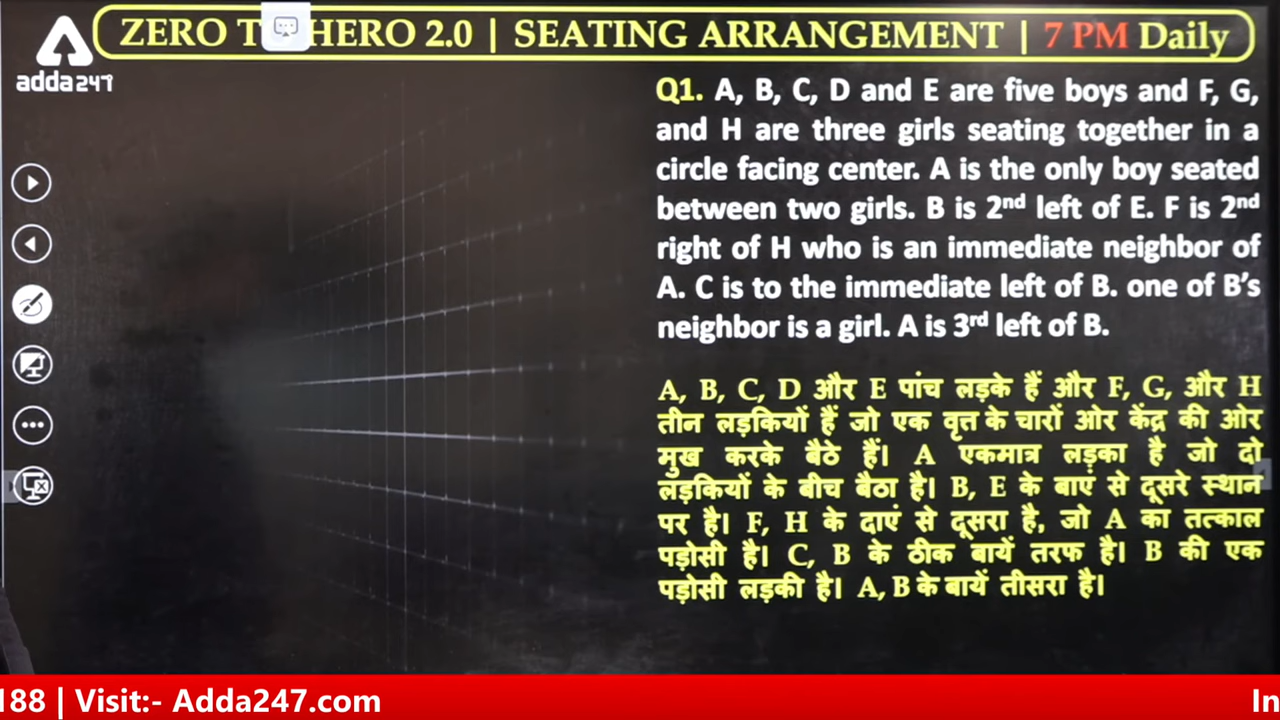 ZERO T HERO 2.0 | SEATING ARRANGEMENT | 7 PM Daily
adda247
Q1. A, B, C, D and E are five boys and F, G,
and H are three girls seating together in a
circle facing center. A is the only boy seated
between two girls. B is 2nd left of E. F is 2nd
right of H who is an immediate neighbor of
A. C is to the immediate left of B. one of B's
neighbor is a girl. A is 3rd left of B.
A, B, C, D और E पांच लड़के हैं और F, G, और H
तीन लड़कियों हैं जो एक वृत्त के चारों ओर केंद्र की ओर
मुख करके बैठे हैं। A एकमात्र लड़का है जो दो
लड़कियों के बीच बैठा है। B, E के बाएं से दूसरे स्थान
पर है। F, H के दाएं से दूसरा है, जो A का तत्काल
पड़ोसी है। C, B के ठीक बायें तरफ है। B की एक
पड़ोसी लड़की है। A, B के बायें तीसरा है।
188 | Visit:- Adda247.com
In